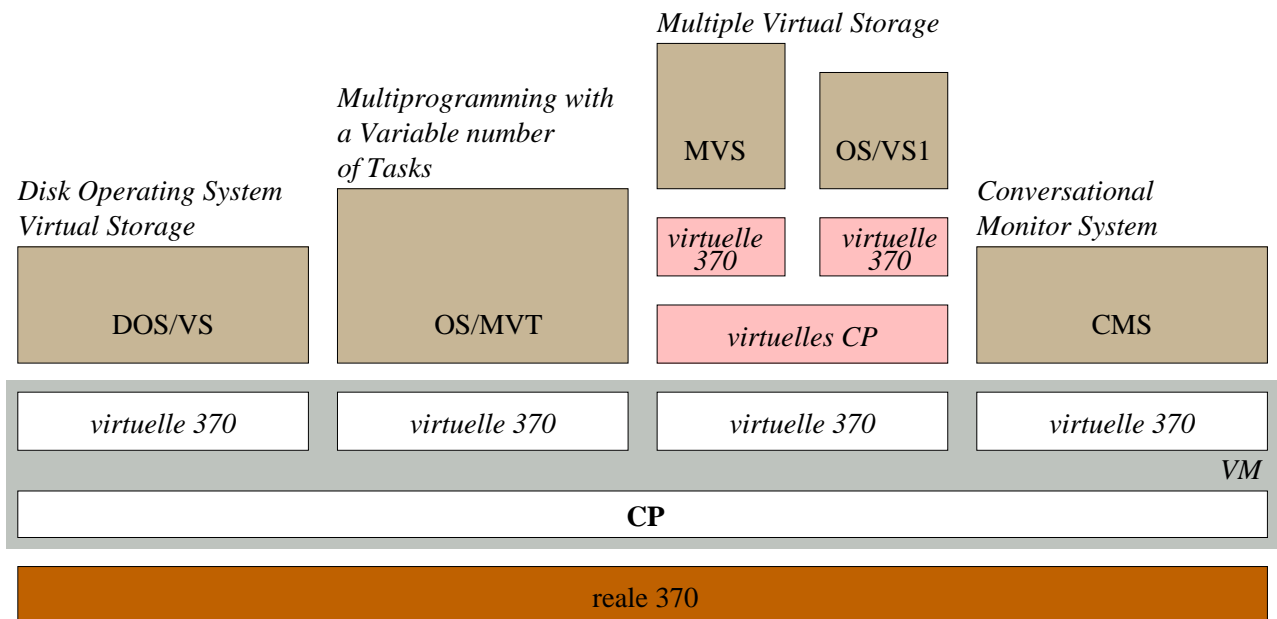 Multiple Virtual Storage
Multiprogramming with
a Variable number
of Tasks
MVS
OS/VS1
Disk Operating System
Virtual Storage
Conversational
Monitor System
virtuelle
370
virtuelle
370
DOS/VS
OS/MVT
virtuelles CP
CMS
virtuelle 370
virtuelle 370
virtuelle 370
virtuelle 370
VM
CP
reale 370